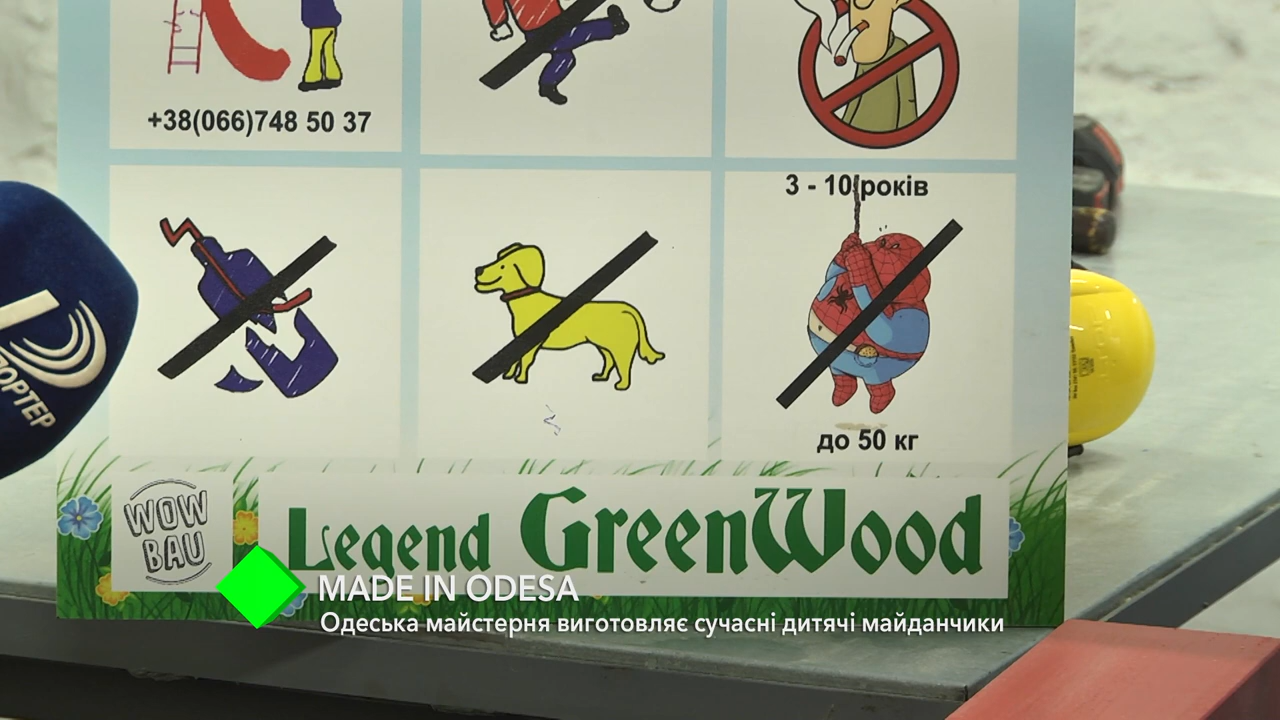 +38(066)748 50 37
3 - 10 років
до 50 кг
ПОРТЕР
WOW
BAU
Legend GreenWood
MADE IN ODESA
Одеська майстерня виготовляє сучасні дитячі майданчики